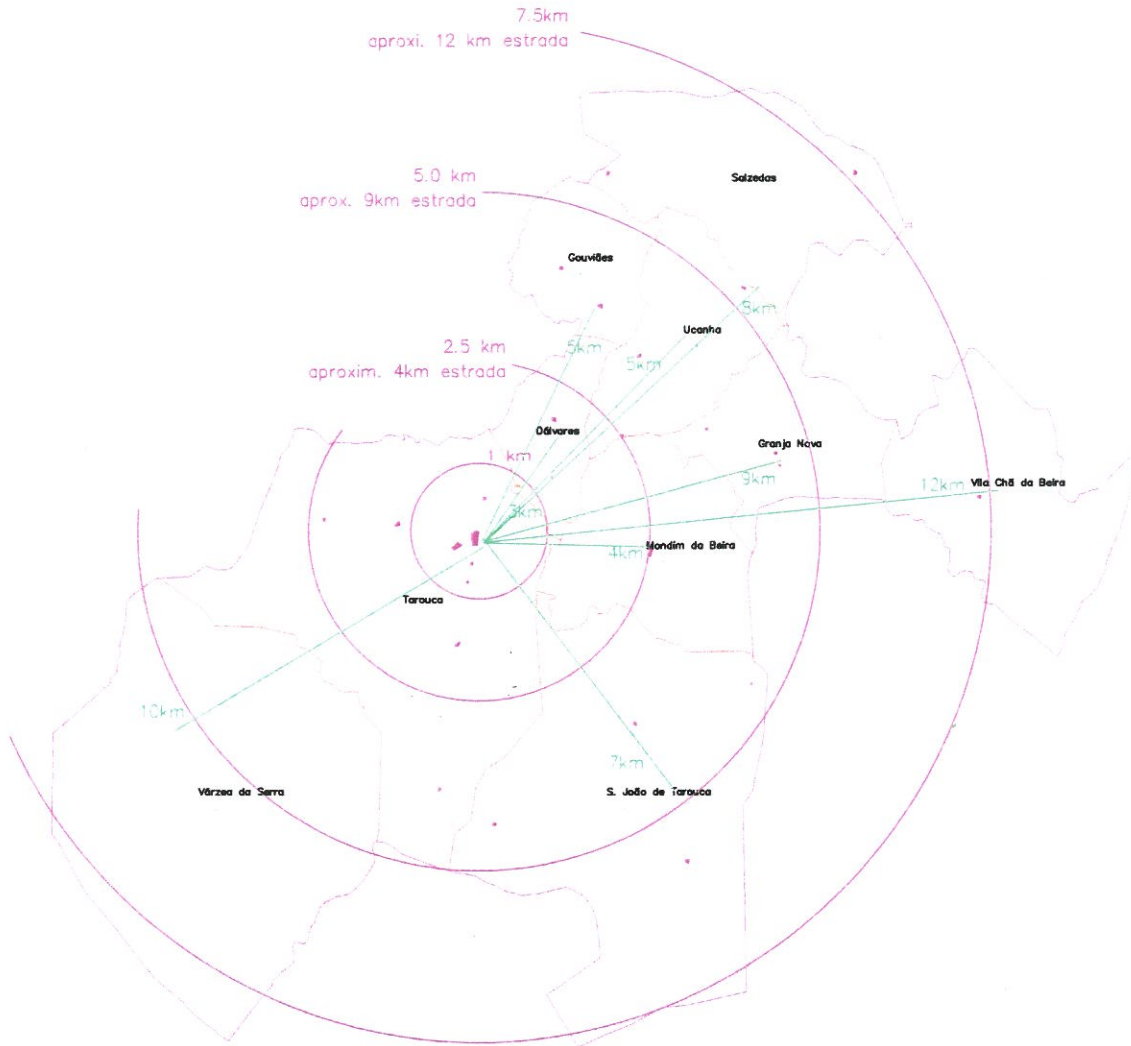 7.5km
aproxi. 12 km estrada
5.0 km
aprox. 9km estrada
Salzedas
Gouviães
8km
Ucanha
5km
5km
2.5 km
aproxim. 4km estrada
Dálvares
1 km
Granja Nova
9km
12km
Vila Chã da Beira
3km
4km
Mondim da Beira
Tarouca
10km
7km
Várzea da Serra
S. João de Tarouca